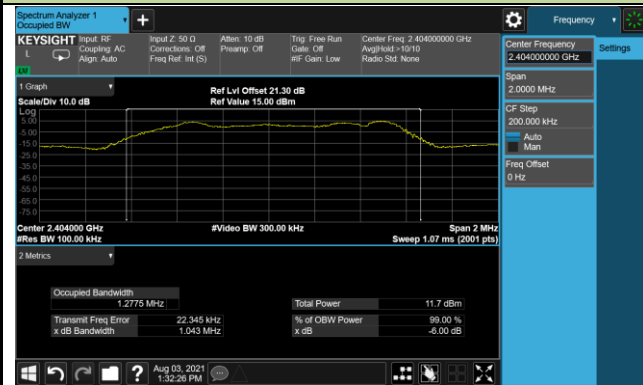 Spectrum Analyzer 1
Occupied BW
Frequency
KEYSIGHT
L
Input: RF
Coupling: AC
Align: Auto
Input Z: 50 Ω
Corrections: Off
Freq Ref: Int (S)
Atten: 10 dB
Preamp: Off
Trig: Free Run
Gate: Off
#IF Gain: Low
Center Freq: 2.404000000 GHz
Avg|Hold:>10/10
Radio Std: None
Center Frequency
2.404000000 GHz
Settings
Span
2.0000 MHz
CF Step
200.000 kHz
Auto
Man
Freq Offset
0 Hz
1 Graph
Scale/Div 10.0 dB
Ref Lvl Offset 21.30 dB
Ref Value 15.00 dBm
Log
5.00
-5.00
-15.0
-25.0
-35.0
-45.0
-55.0
-65.0
-75.0
Center 2.404000 GHz
#Res BW 100.00 kHz
#Video BW 300.00 kHz
Span 2 MHz
Sweep 1.07 ms (2001 pts)
2 Metrics
Occupied Bandwidth
1.2775 MHz
Total Power 11.7 dBm
Transmit Freq Error 22.345 kHz
% of OBW Power 99.00 %
x dB Bandwidth 1.043 MHz
x dB -6.00 dB
?
Aug 03, 2021
1:32:26 PM